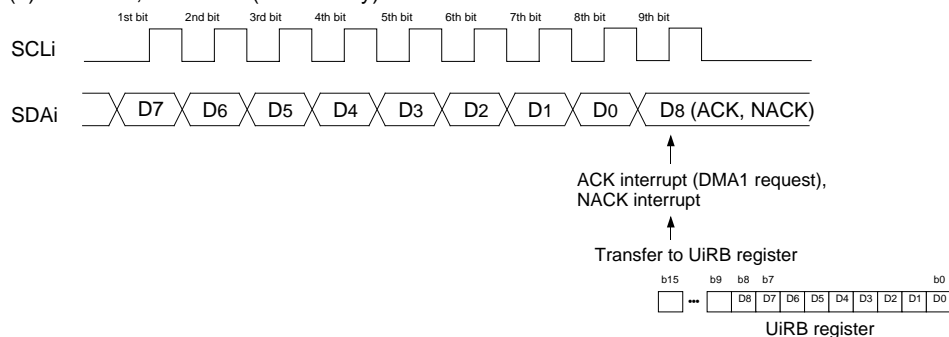 1st bit 2nd bit 3rd bit 4th bit 5th bit 6th bit 7th bit 8th bit 9th bit
SCLi
SDAi D7 D6 D5 D4 D3 D2 D1 D0 D8 (ACK, NACK)
ACK interrupt (DMA1 request),
NACK interrupt
Transfer to UiRB register
b15 b9 b8 b7 b0
••• D8 D7 D6 D5 D4 D3 D2 D1 D0
UiRB register